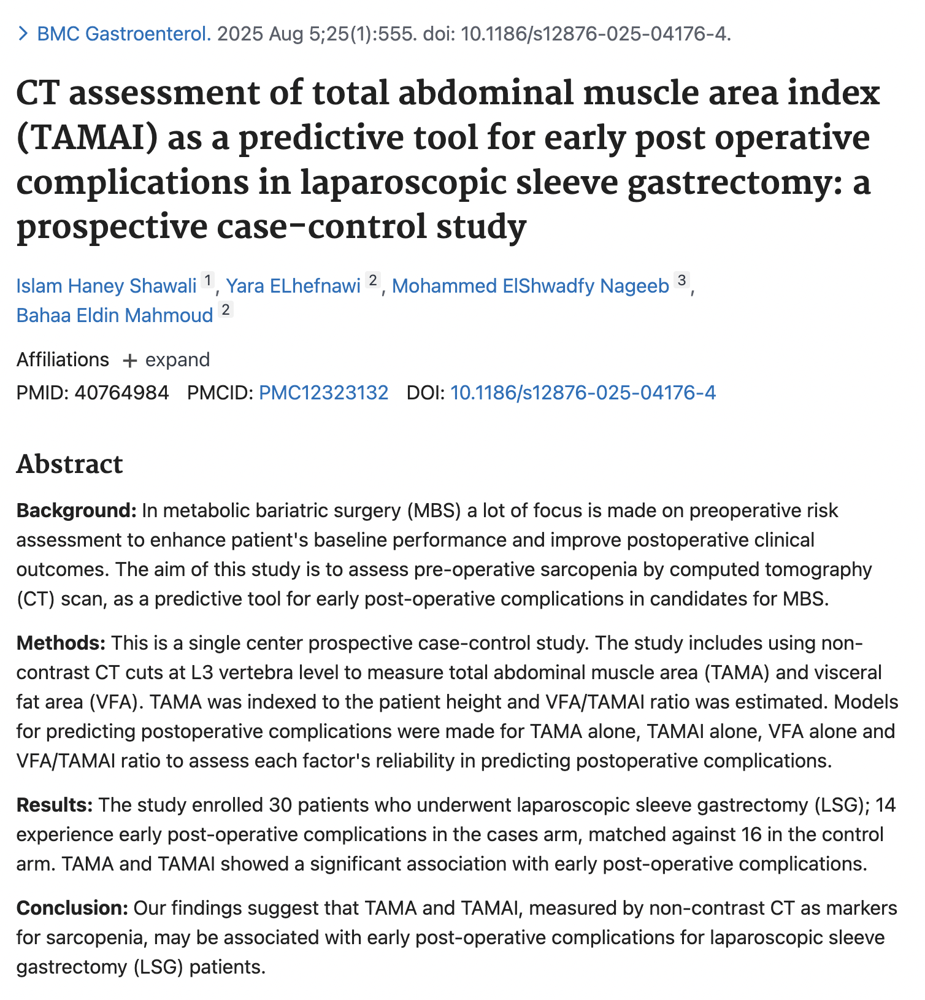 > BMC Gastroenterol. 2025 Aug 5;25(1):555. doi: 10.1186/s12876-025-04176-4.
CT assessment of total abdominal muscle area index
(TAMAI) as a predictive tool for early post operative
complications in laparoscopic sleeve gastrectomy: a
prospective case-control study
Islam Haney Shawali 1, Yara ELhefnawi 2, Mohammed ElShwadfy Nageeb 3,
Bahaa Eldin Mahmoud 2
Affiliations + expand
PMID: 40764984 PMCID: PMC12323132 DOI: 10.1186/s12876-025-04176-4
Abstract
Background: In metabolic bariatric surgery (MBS) a lot of focus is made on preoperative risk
assessment to enhance patient's baseline performance and improve postoperative clinical
outcomes. The aim of this study is to assess pre-operative sarcopenia by computed tomography
(CT) scan, as a predictive tool for early post-operative complications in candidates for MBS.
Methods: This is a single center prospective case-control study. The study includes using non-
contrast CT cuts at L3 vertebra level to measure total abdominal muscle area (TAMA) and visceral
fat area (VFA). TAMA was indexed to the patient height and VFA/TAMAI ratio was estimated. Models
for predicting postoperative complications were made for TAMA alone, TAMAI alone, VFA alone and
VFA/TAMAI ratio to assess each factor's reliability in predicting postoperative complications.
Results: The study enrolled 30 patients who underwent laparoscopic sleeve gastrectomy (LSG); 14
experience early post-operative complications in the cases arm, matched against 16 in the control
arm. TAMA and TAMAI showed a significant association with early post-operative complications.
Conclusion: Our findings suggest that TAMA and TAMAI, measured by non-contrast CT as markers
for sarcopenia, may be associated with early post-operative complications for laparoscopic sleeve
gastrectomy (LSG) patients.